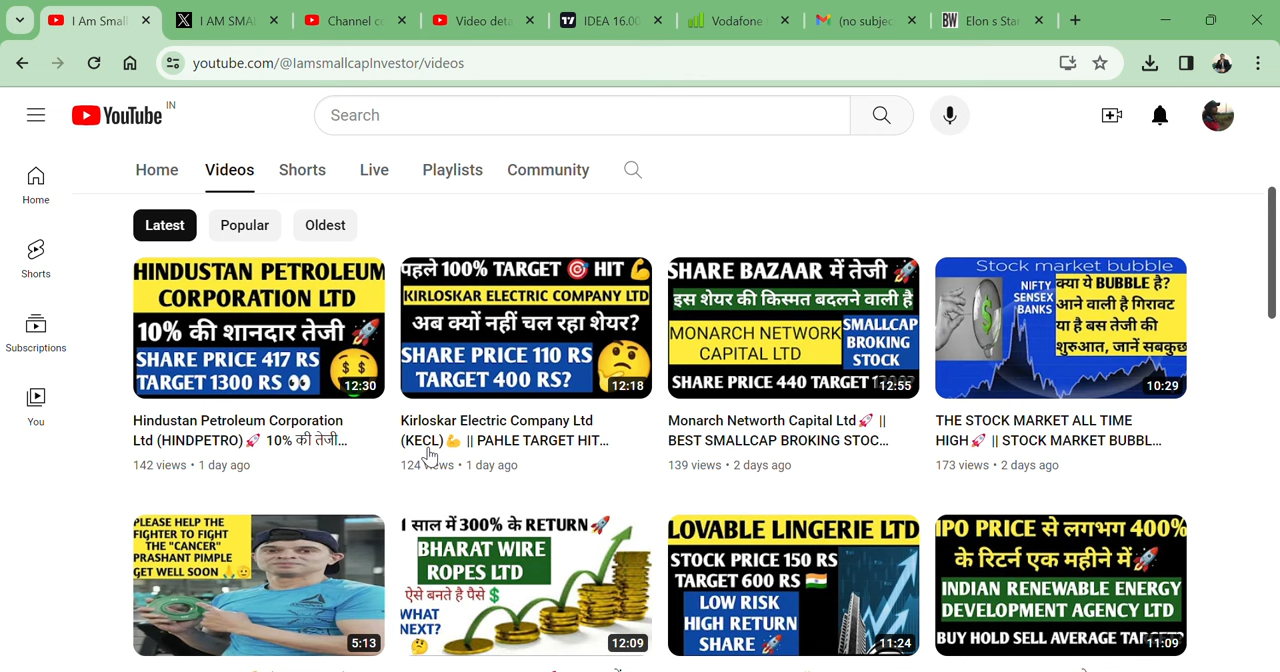 I Am Small
I AM SMA
Channel co
Video deta
IDEA 16.00
Vodafone
(no subjec
Elon s Sta
youtube.com/@IamsmallcapInvestor/videos
YouTube IN
Search
Home
Videos
Shorts
Live
Playlists
Community
Home
Shorts
Subscriptions
You
Latest
Popular
Oldest
HINDUSTAN PETROLEUM
CORPORATION LTD
10% की शानदार तेजी 🚀
SHARE PRICE 417 RS
TARGET 1300 RS 👀
12:30
Hindustan Petroleum Corporation
Ltd (HINDPETRO)🚀 10% की तेजी...
142 views • 1 day ago
पहले 100% TARGET 🎯 HIT 💪
KIRLOSKAR ELECTRIC COMPANY LTD
अब क्यों नहीं चल रहा शेयर?
SHARE PRICE 110 RS
TARGET 400 RS?
12:18
Kirloskar Electric Company Ltd
(KECL)💪 || PAHLE TARGET HIT...
124 views • 1 day ago
SHARE BAZAAR में तेजी 🚀
इस शेयर की किस्मत बदलने वाली है
MONARCH NETWORK
CAPITAL LTD
SMALLCAP
BROKING
STOCK
SHARE PRICE 440 TARGET
12:55
Monarch Networth Capital Ltd🚀 ||
BEST SMALLCAP BROKING STOC...
139 views • 2 days ago
Stock market bubble
NIFTY
SENSEX
BANKS
क्या ये BUBBLE है?
आने वाली है गिरावट
या है बस तेजी की
शुरुआत, जानें सबकुछ
10:29
THE STOCK MARKET ALL TIME
HIGH🚀 || STOCK MARKET BUBBL...
173 views • 2 days ago
PLEASE HELP THE
FIGHTER TO FIGHT
THE "CANCER"
PRASHANT PIMPLE
GET WELL SOON 🙏🙂
5:13
1 साल में 300% के RETURN🚀
BHARAT WIRE
ROPES LTD
ऐसे बनते है पैसे $
WHAT
NEXT?
🤔
12:09
LOVABLE LINGERIE LTD
STOCK PRICE 150 RS
TARGET 600 RS 🇮🇳
LOW RISK
HIGH RETURN
SHARE 🚀
11:24
IPO PRICE से लगभग 400%
के रिटर्न एक महीने में🚀
INDIAN RENEWABLE ENERGY
DEVELOPMENT AGENCY LTD
BUY HOLD SELL AVERAGE
11:09